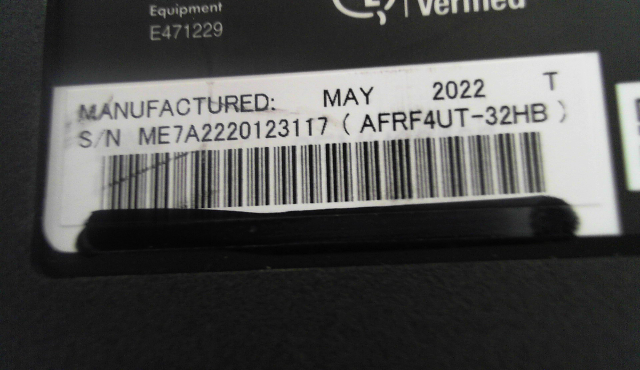 Equipment
E471229
Verified
MANUFACTURED: MAY 2022 T
S/N ME7A2220123117 ( AFRF4UT-32HB )